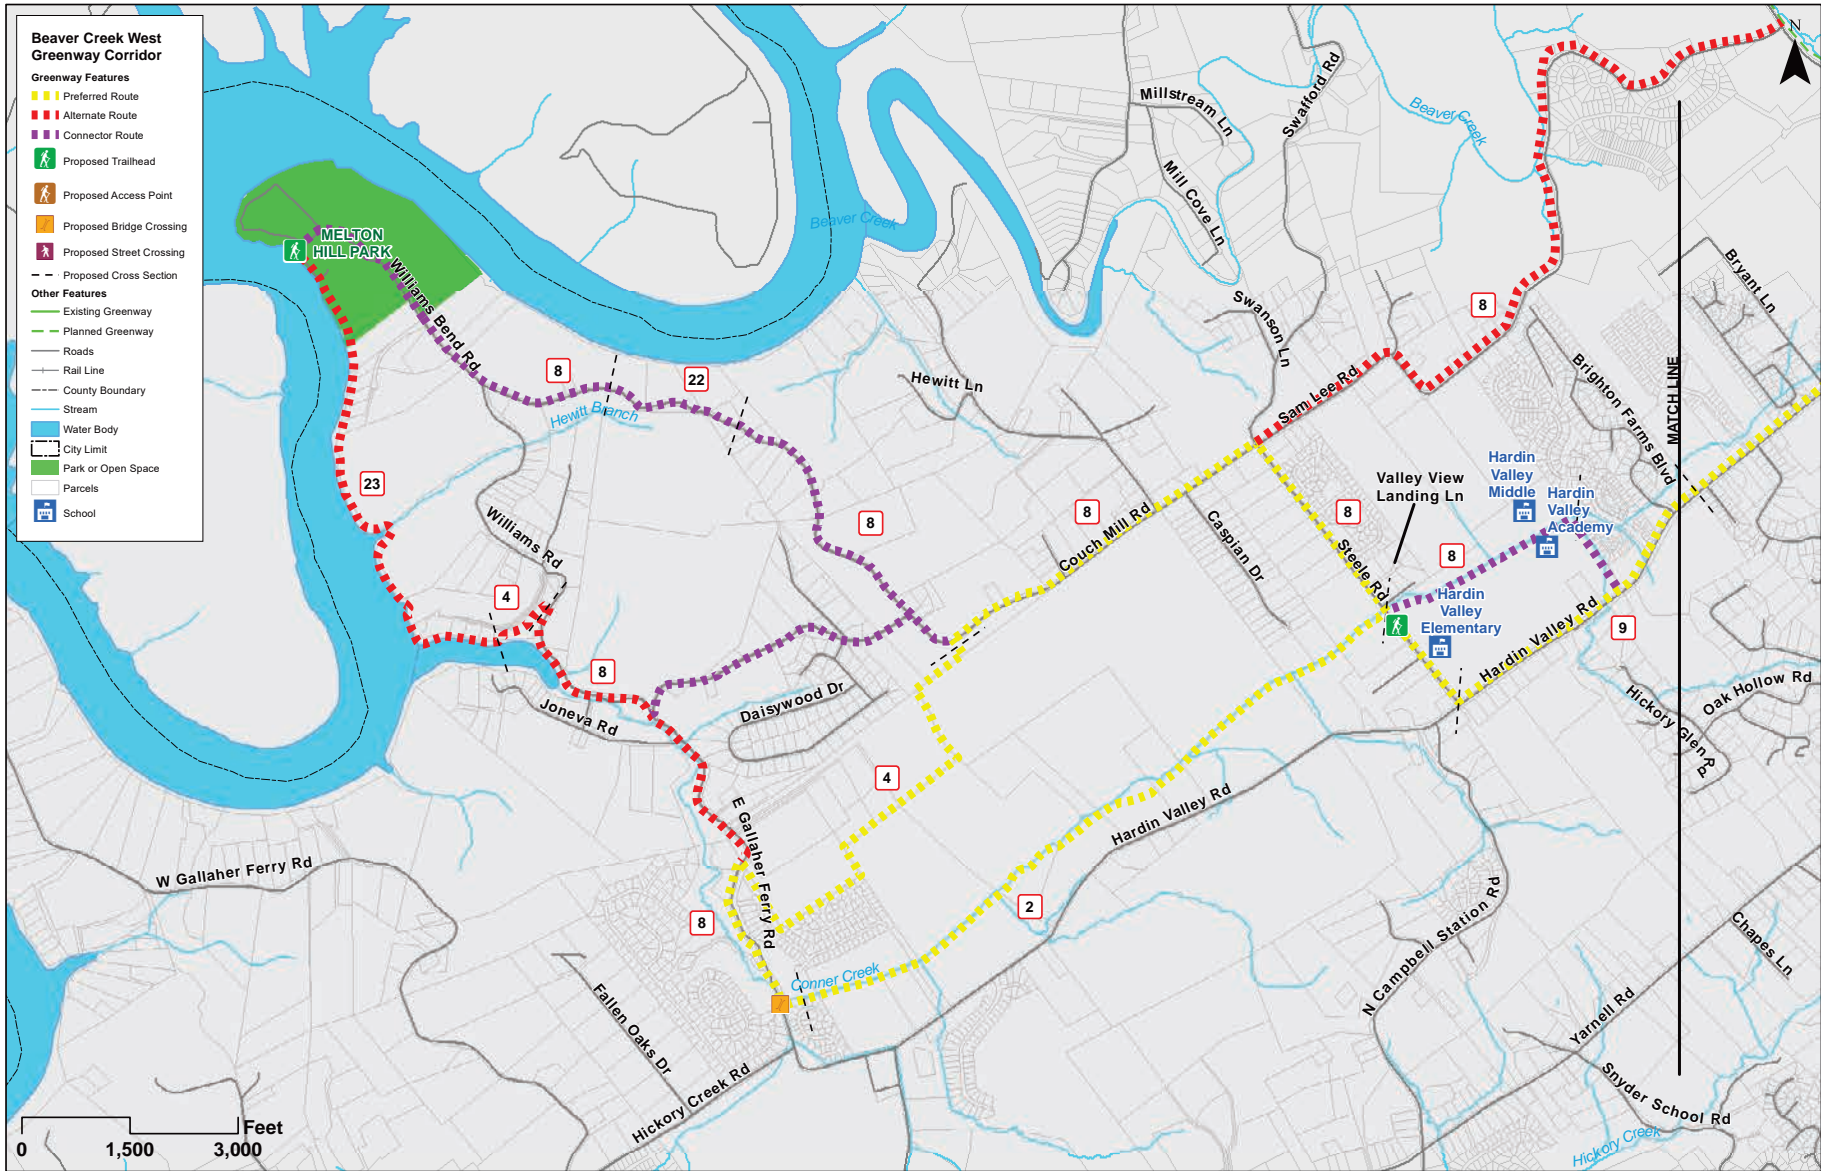 Beaver Creek West
Greenway Corridor
Greenway Features
Preferred Route
Alternate Route
Connector Route
Proposed Trailhead
Proposed Access Point
Proposed Bridge Crossing
Proposed Street Crossing
Proposed Cross Section
Other Features
Existing Greenway
Planned Greenway
Roads
Rail Line
County Boundary
Stream
Water Body
City Limit
Park or Open Space
Parcels
School
N
Millstream Ln
Swafford Rd
Beaver Creek
Mill Cove Ln
Beaver Creek
MELTON
HILL PARK
Williams Bend Rd
Bryant Ln
Swanson Ln
8
8
22
Hewitt Ln
Hewitt Branch
Sam Lee Rd
Brighton Farms Blvd
MATCH LINE
23
Valley View
Landing Ln
Hardin
Valley
Middle
Hardin
Valley
Academy
Williams Rd
8
8
8
Couch Mill Rd
Caspian Dr
Steele Rd
8
4
Hardin
Valley
Elementary
Hardin Valley Rd
9
8
Joneva Rd
Daisywood Dr
Hickory Glen Rd
Oak Hollow Rd
4
E Gallaher Ferry Rd
Hardin Valley Rd
W Gallaher Ferry Rd
8
2
N Campbell Station Rd
Chapes Ln
Conner Creek
Fallen Oaks Dr
Yarnell Rd
Hickory Creek Rd
Snyder School Rd
Hickory Creek
Feet
0 1,500 3,000